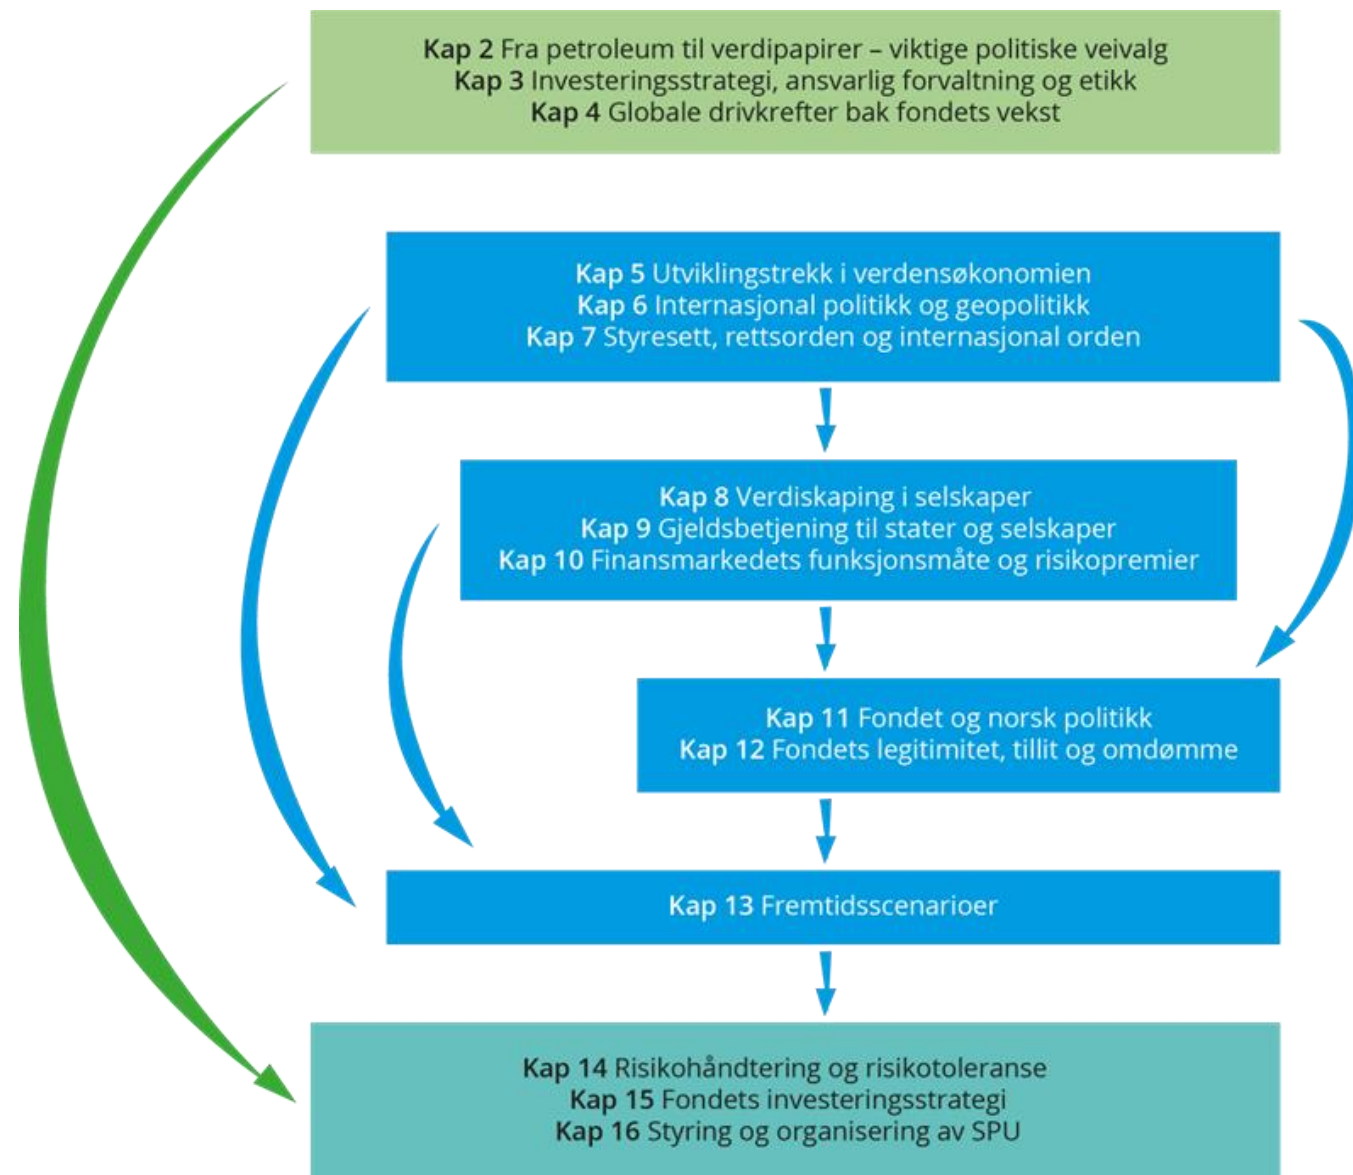 Kap 2 Fra petroleum til verdipapirer – viktige politiske veivalg
Kap 3 Investeringsstrategi, ansvarlig forvaltning og etikk
Kap 4 Globale drivkrefter bak fondets vekst
Kap 5 Utviklingstrekk i verdensøkonomien
Kap 6 Internasjonal politikk og geopolitikk
Kap 7 Styresett, rettsorden og internasjonal orden
Kap 8 Verdiskaping i selskaper
Kap 9 Gjeldsbetjening til stater og selskaper
Kap 10 Finansmarkedets funksjonsmåte og risikopremier
Kap 11 Fondet og norsk politikk
Kap 12 Fondets legitimitet, tillit og omdømme
Kap 13 Fremtidsscenarioer
Kap 14 Risikohåndtering og risikotoleranse
Kap 15 Fondets investeringsstrategi
Kap 16 Styring og organisering av SPU